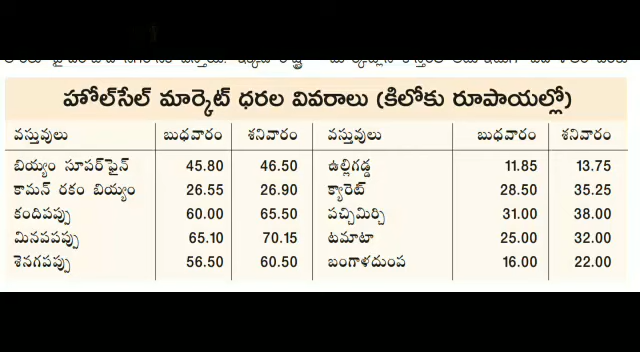 హోల్‌సేల్ మార్కెట్ ధరల వివరాలు (కిలోకు రూపాయల్లో)
వస్తువులు బుధవారం శనివారం వస్తువులు బుధవారం శనివారం
బియ్యం సూపర్‌ఫైన్ 45.80 46.50 ఉల్లిగడ్డ 11.85 13.75
కామన్ రకం బియ్యం 26.55 26.90 క్యారెట్ 28.50 35.25
కందిపప్పు 60.00 65.50 పచ్చిమిర్చి 31.00 38.00
మినపపప్పు 65.10 70.15 టమాటా 25.00 32.00
శెనగపప్పు 56.50 60.50 బంగాళదుంప 16.00 22.00